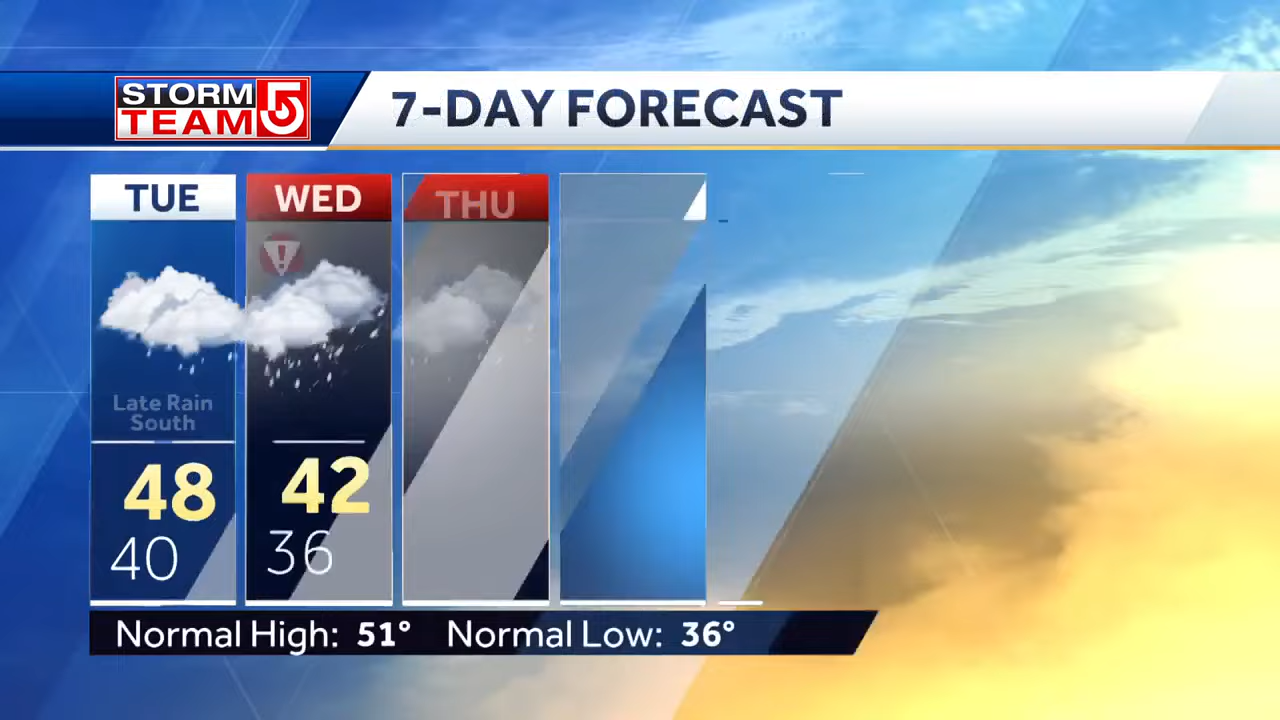 STORM
TEAM 5
7-DAY FORECAST
TUE
WED
THU
!
Late Rain
South
48
42
40
36
Normal High: 51° Normal Low: 36°